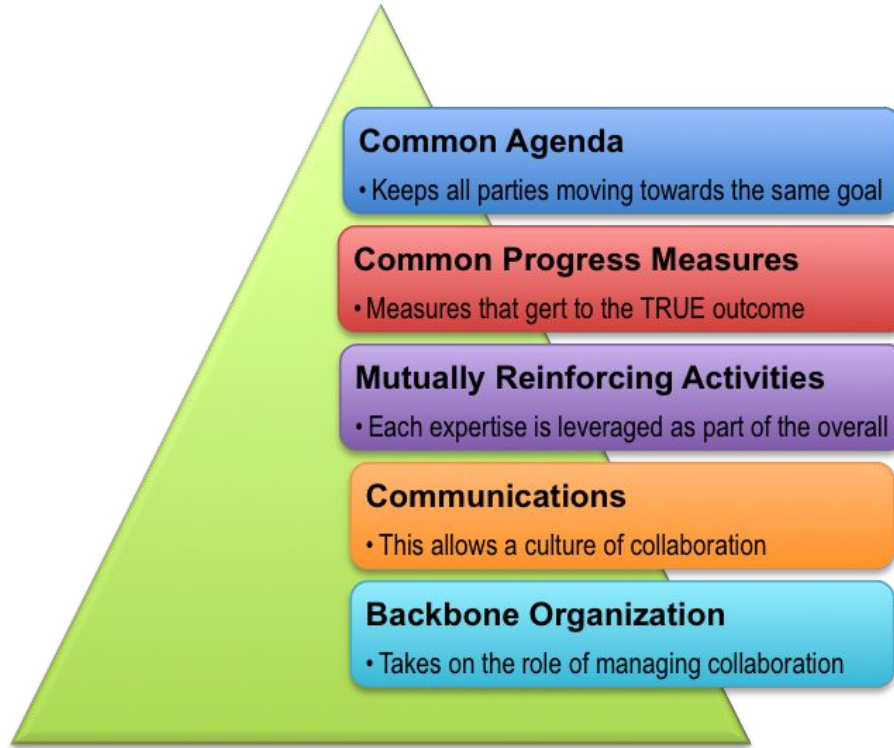 Common Agenda
• Keeps all parties moving towards the same goal
Common Progress Measures
• Measures that gert to the TRUE outcome
Mutually Reinforcing Activities
• Each expertise is leveraged as part of the overall
Communications
• This allows a culture of collaboration
Backbone Organization
• Takes on the role of managing collaboration